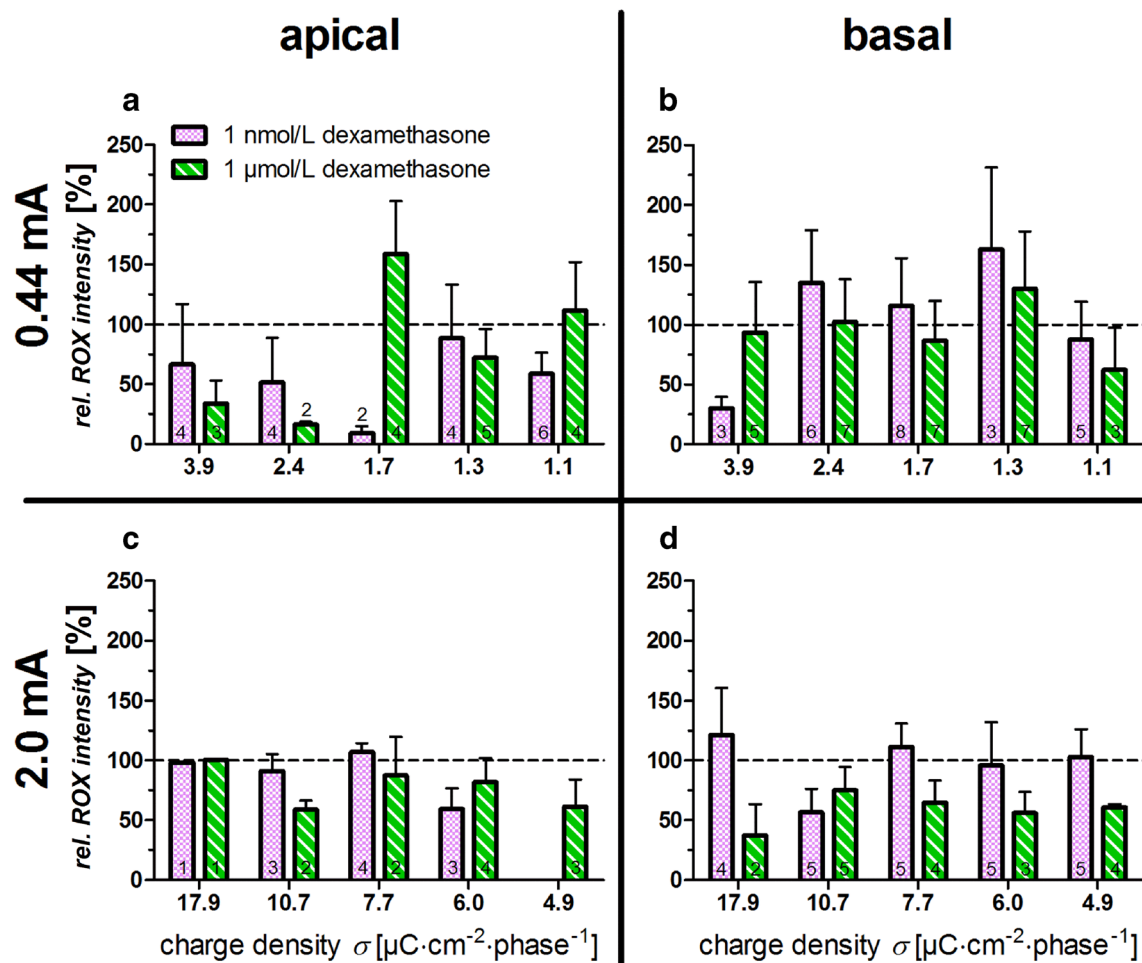 apical
basal
0.44 mA
2.0 mA
a
1 nmol/L dexamethasone
1 µmol/L dexamethasone
rel. ROX intensity [%]
250
200
150
100
50
0
4 3 4 2 2 4 4 5 6 4
3.9 2.4 1.7 1.3 1.1
b
250
200
150
100
50
0
3 5 6 7 8 7 3 7 5 3
3.9 2.4 1.7 1.3 1.1
c
rel. ROX intensity [%]
250
200
150
100
50
0
1 1 3 2 4 2 3 4 3
17.9 10.7 7.7 6.0 4.9
charge density σ [µC·cm⁻²·phase⁻¹]
d
250
200
150
100
50
0
4 2 5 5 5 4 5 3 5 4
17.9 10.7 7.7 6.0 4.9
charge density σ [µC·cm⁻²·phase⁻¹]